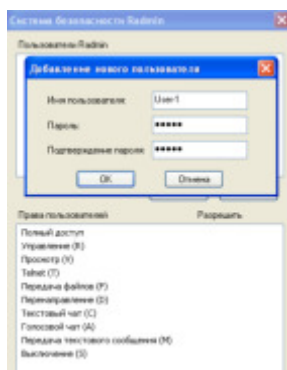 Система безопасности Radmin
Пользователи Radmin
Добавление нового пользователя
Имя пользователя:
User1
Пароль:
•••••
Подтверждение пароля:
•••••
OK
Отмена
Права пользователей
Разрешить
Полный доступ
Управление (R)
Просмотр (V)
Telnet (T)
Передача файлов (F)
Перенаправление (D)
Текстовый чат (C)
Голосовой чат (A)
Передача текстового сообщения (M)
Выключение (S)